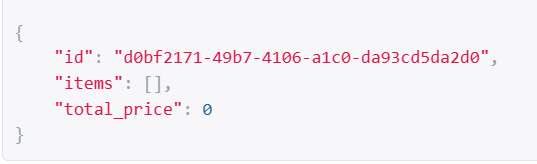 {
    "id": "d0bf2171-49b7-4106-a1c0-da93cd5da2d0",
    "items": [],
    "total_price": 0
}